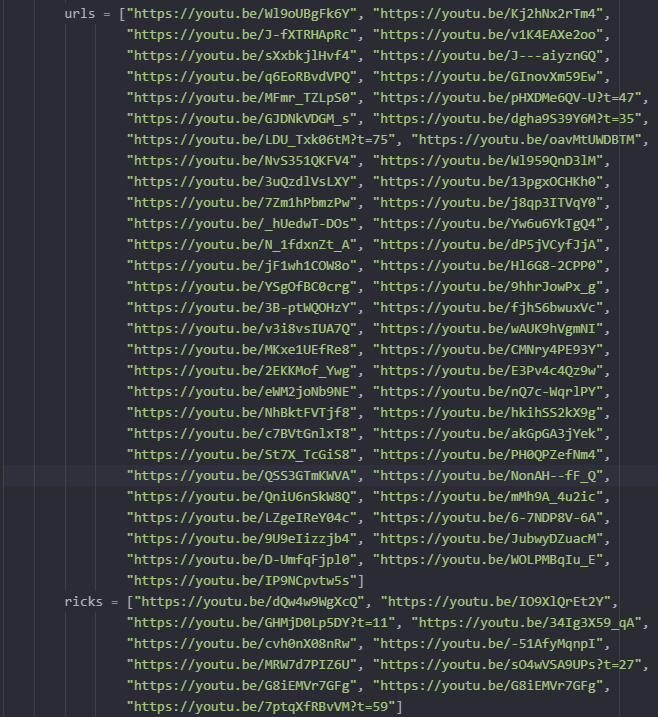 urls = ["https://youtu.be/Wl9oUBgFk6Y", "https://youtu.be/Kj2hNx2rTm4",
"https://youtu.be/J-fXTRHApRc", "https://youtu.be/v1K4EAXe2oo",
"https://youtu.be/sXxbkjlHvf4", "https://youtu.be/J---aiyznGQ",
"https://youtu.be/q6EoRBvdVPQ", "https://youtu.be/GInovXm59Ew",
"https://youtu.be/MFmr_TZLpS0", "https://youtu.be/pHXDMe6QV-U?t=47",
"https://youtu.be/GJDNkVDGM_s", "https://youtu.be/dgha9S39Y6M?t=35",
"https://youtu.be/LDU_Txk06tM?t=75", "https://youtu.be/oavMtUWDBTM",
"https://youtu.be/NvS351QKFV4", "https://youtu.be/Wl959QnD3lM",
"https://youtu.be/3uQzdlVsLXY", "https://youtu.be/13pgxOCHKh0",
"https://youtu.be/7Zm1hPbmzPw", "https://youtu.be/j8qp3ITVqY0",
"https://youtu.be/_hUedwT-DOs", "https://youtu.be/Yw6u6YkTgQ4",
"https://youtu.be/N_1fdxnZt_A", "https://youtu.be/dP5jVCyfJjA",
"https://youtu.be/jF1wh1COW8o", "https://youtu.be/Hl6G8-2CPP0",
"https://youtu.be/YSgOfBC0crg", "https://youtu.be/9hhrJowPx_g",
"https://youtu.be/3B-ptWQOHzY", "https://youtu.be/fjhS6bwuxVc",
"https://youtu.be/v3i8vsIUA7Q", "https://youtu.be/wAUK9hVgmNI",
"https://youtu.be/MKxe1UEfRe8", "https://youtu.be/CMNry4PE93Y",
"https://youtu.be/2EKKMof_Ywg", "https://youtu.be/E3Pv4c4Qz9w",
"https://youtu.be/eWM2joNb9NE", "https://youtu.be/nQ7c-WqrlPY",
"https://youtu.be/NhBktFVTjf8", "https://youtu.be/hkihSS2kX9g",
"https://youtu.be/c7BVtGnlxT8", "https://youtu.be/akGpGA3jYek",
"https://youtu.be/St7X_TcGiS8", "https://youtu.be/PH0QPZefNm4",
"https://youtu.be/QSS3GTmKWVA", "https://youtu.be/NonAH--fF_Q",
"https://youtu.be/QniU6nSkW8Q", "https://youtu.be/mMh9A_4u2ic",
"https://youtu.be/LZgeIReY04c", "https://youtu.be/6-7NDP8V-6A",
"https://youtu.be/9U9eIizzjb4", "https://youtu.be/JubwyDZuacM",
"https://youtu.be/D-UmfqFjpl0", "https://youtu.be/WOLPMBqIu_E",
"https://youtu.be/IP9NCpvtw5s"]
ricks = ["https://youtu.be/dQw4w9WgXcQ", "https://youtu.be/IO9XlQrEt2Y",
"https://youtu.be/GHMjD0Lp5DY?t=11", "https://youtu.be/34Ig3X59_qA",
"https://youtu.be/cvh0nX08nRw", "https://youtu.be/-51AfyMqnpI",
"https://youtu.be/MRW7d7PIZ6U", "https://youtu.be/sO4wVSA9UPs?t=27",
"https://youtu.be/G8iEMVr7GFg", "https://youtu.be/G8iEMVr7GFg",
"https://youtu.be/7ptqXfRBvVM?t=59"]